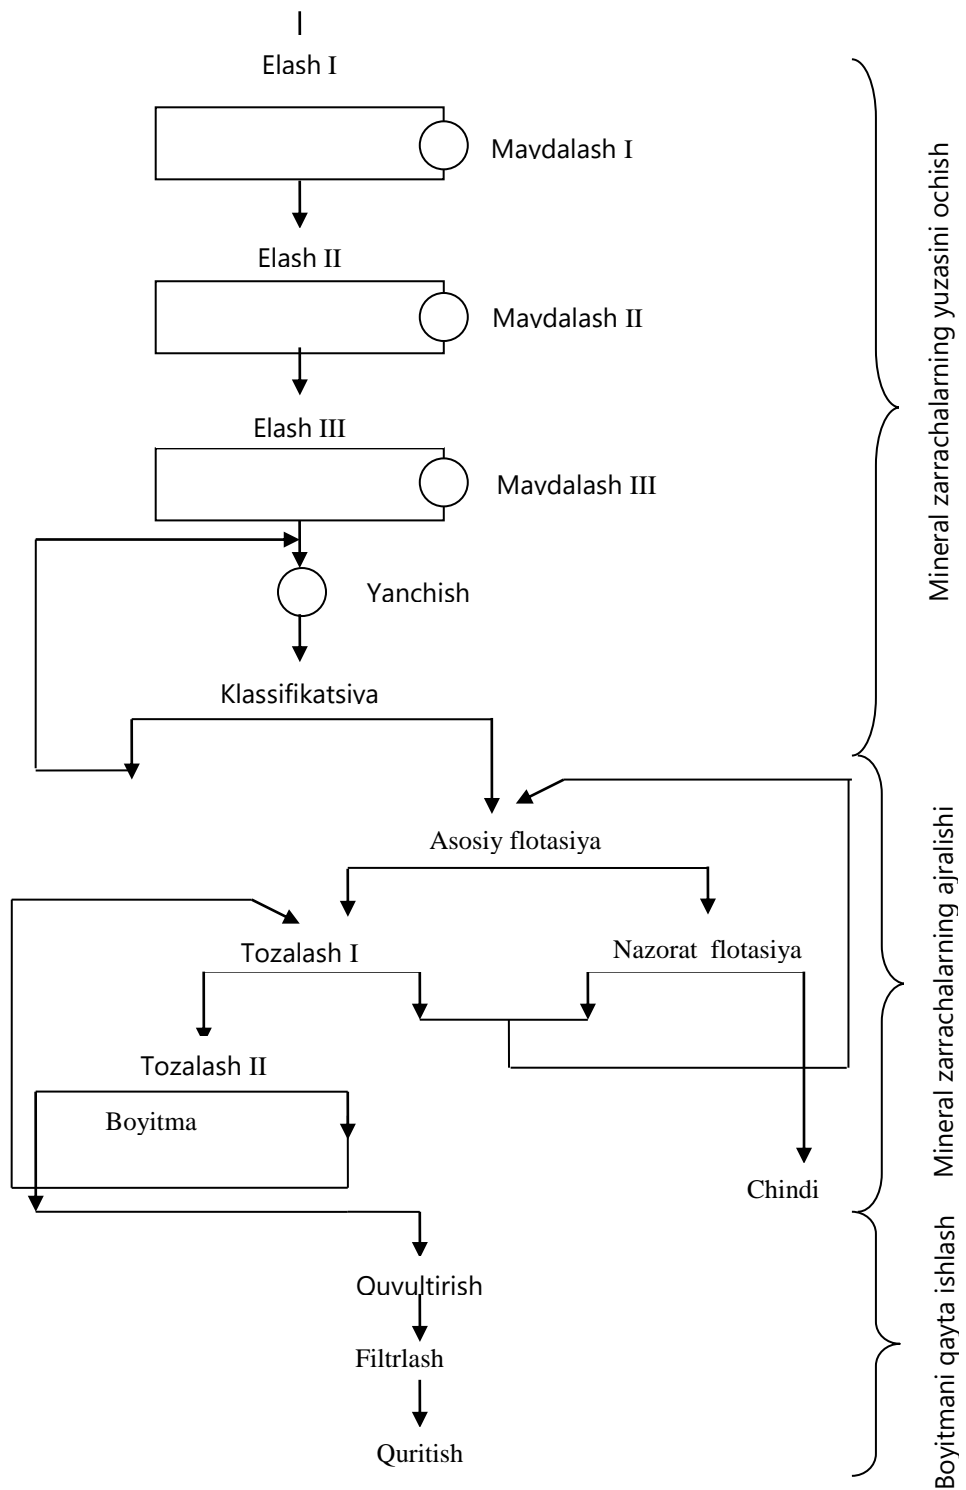 Elash I
Maydalash I
Elash II
Maydalash II
Elash III
Maydalash III
Yanchish
Klassifikatsiya
Mineral zarrachalarning yuzasini ochish
Asosiy flotasiya
Tozalash I
Nazorat flotasiya
Tozalash II
Boyitma
Chindi
Mineral zarrachalarning ajralishi
Quyultirish
Filtrlash
Quritish
Boyitmani qayta ishlash